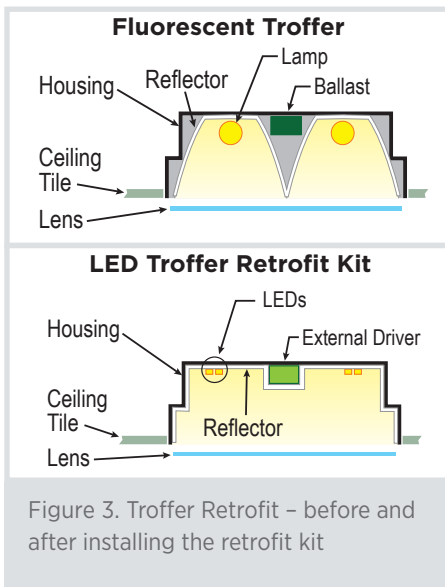 Fluorescent Troffer
Lamp
Reflector
Ballast
Housing
Ceiling
Tile
Lens
LED Troffer Retrofit Kit
LEDs
Housing
External Driver
Ceiling
Tile
Reflector
Lens
Figure 3. Troffer Retrofit – before and
after installing the retrofit kit